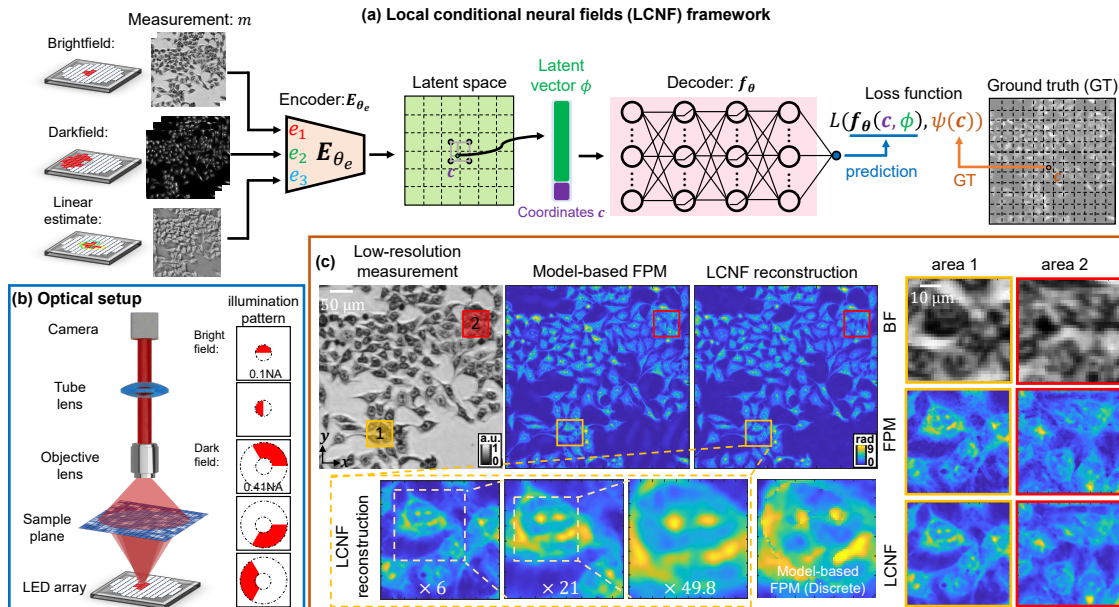 (a) Local conditional neural fields (LCNF) framework
Measurement: m
Brightfield:
Darkfield:
Linear
estimate:
Encoder: E_θe
e1
e2
e3
E_θe
Latent space
c
Latent
vector ϕ
Coordinates c
Decoder: f_θ
Loss function
L(f_θ(c, ϕ), ψ(c))
prediction
GT
Ground truth (GT)
c
(b) Optical setup
illumination
pattern
Camera
Tube
lens
Objective
lens
Sample
plane
LED array
Bright
field:
0.1NA
Dark
field:
0.41NA
(c)
Low-resolution
measurement
Model-based FPM
LCNF reconstruction
50 μm
2
1
y
x
a.u.
1
0
rad
9
0
area 1
area 2
10 μm
BF
FPM
LCNF
LCNF
reconstruction
× 6
× 21
× 49.8
Model-based
FPM (Discrete)